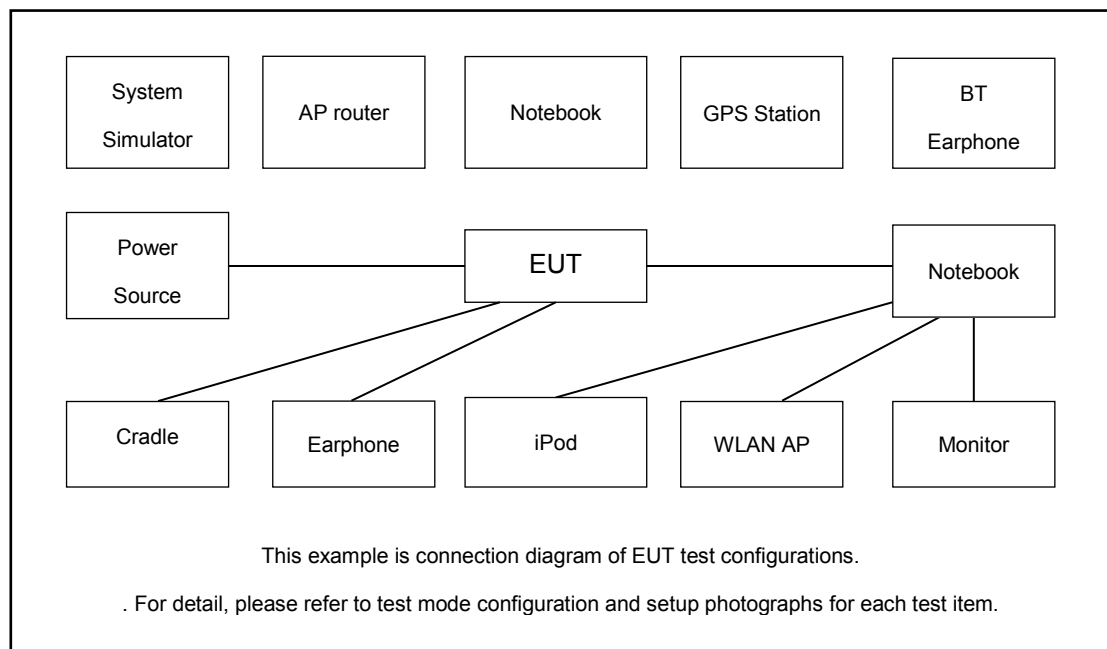 System
Simulator
AP router
Notebook
GPS Station
BT
Earphone
Power
Source
EUT
Notebook
Cradle
Earphone
iPod
WLAN AP
Monitor
This example is connection diagram of EUT test configurations.
. For detail, please refer to test mode configuration and setup photographs for each test item.